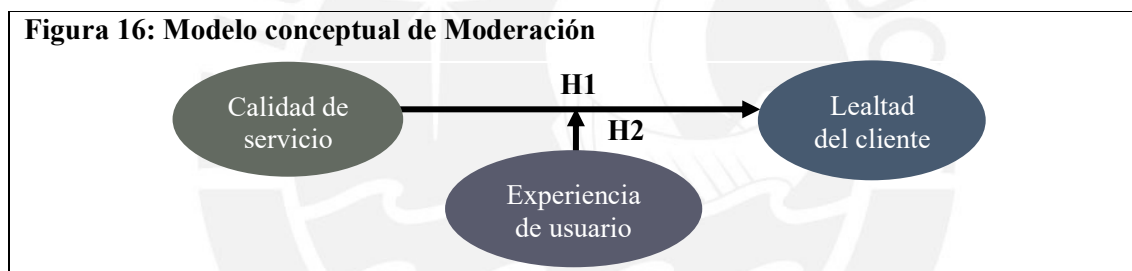 Figura 16: Modelo conceptual de Moderación
H1
Calidad de
servicio
Lealtad
del cliente
H2
Experiencia
de usuario